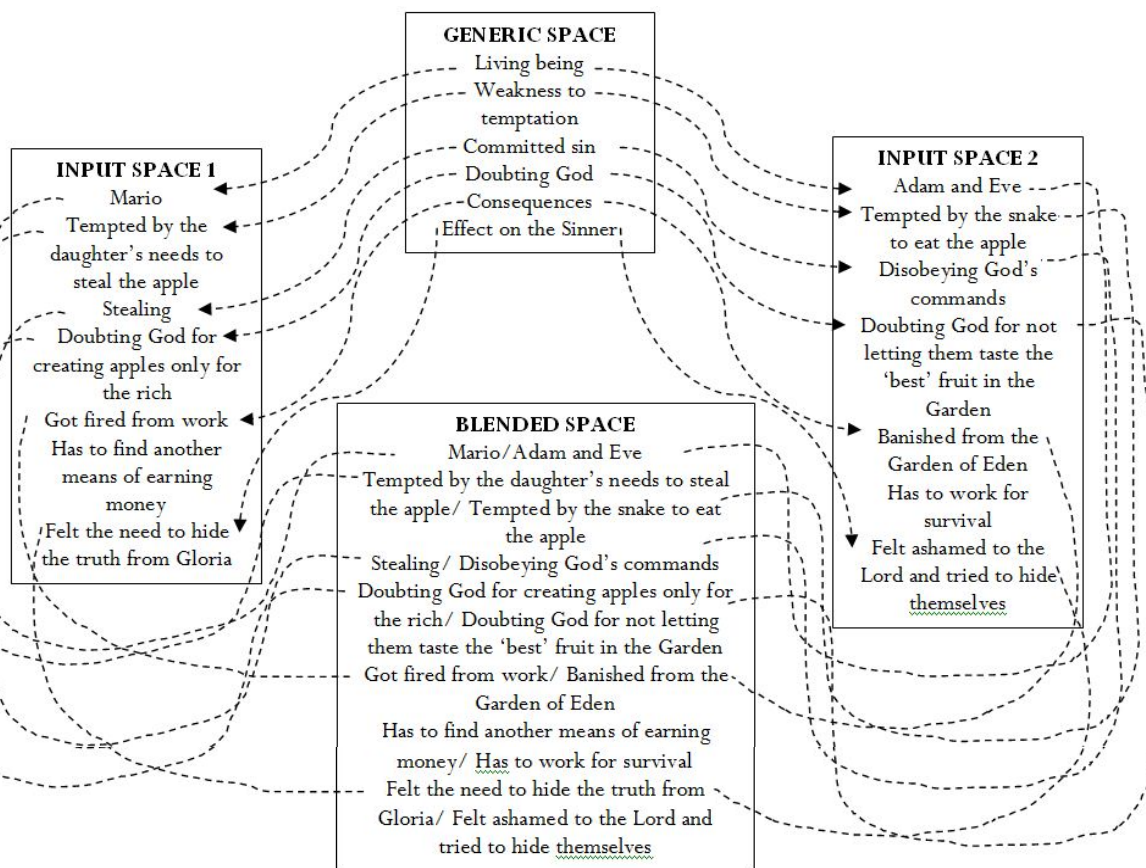 GENERIC SPACE
Living being
Weakness to
temptation
Committed sin
Doubting God
Consequences
Effect on the Sinner
INPUT SPACE 1
Mario
Tempted by the
daughter's needs to
steal the apple
Stealing
Doubting God for
creating apples only for
the rich
Got fired from work
Has to find another
means of earning
money
Felt the need to hide
the truth from Gloria
INPUT SPACE 2
Adam and Eve
Tempted by the snake
to eat the apple
Disobeying God's
commands
Doubting God for not
letting them taste the
'best' fruit in the
Garden
Banished from the
Garden of Eden
Has to work for
survival
Felt ashamed to the
Lord and tried to hide
themselves
BLENDED SPACE
Mario/Adam and Eve
Tempted by the daughter's needs to steal
the apple/ Tempted by the snake to eat
the apple
Stealing/ Disobeying God's commands
Doubting God for creating apples only for
the rich/ Doubting God for not letting
them taste the 'best' fruit in the Garden
Got fired from work/ Banished from the
Garden of Eden
Has to find another means of earning
money/ Has to work for survival
Felt the need to hide the truth from
Gloria/ Felt ashamed to the Lord and
tried to hide themselves